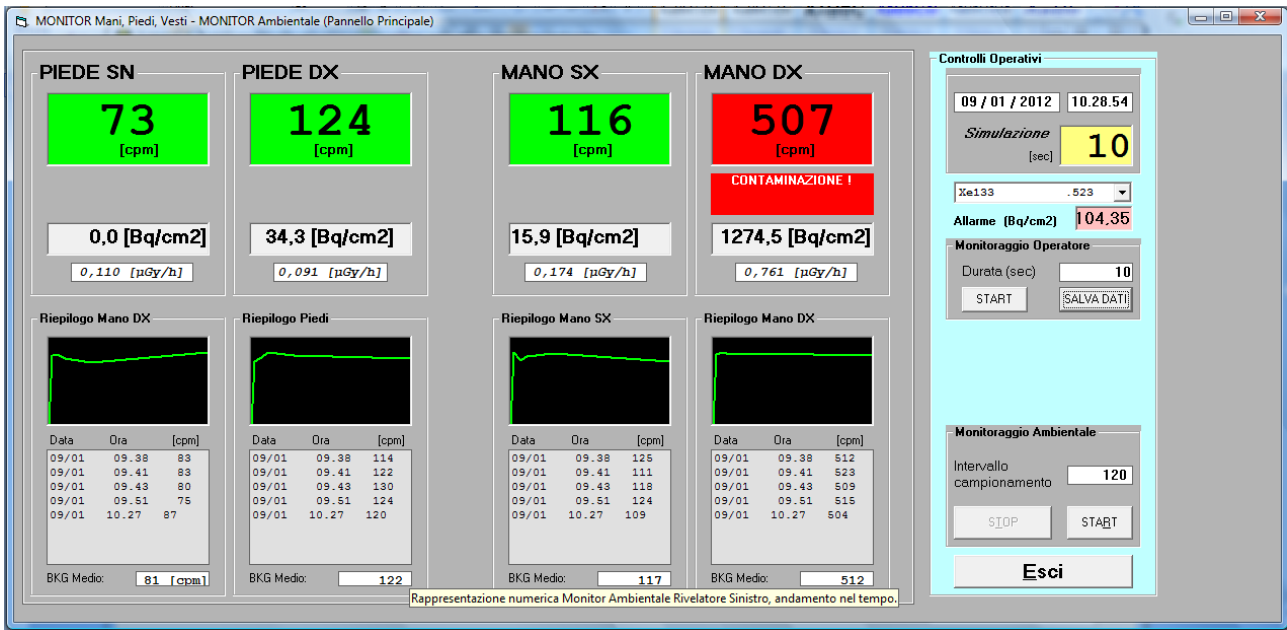 MONITOR Mani, Piedi, Vesti - MONITOR Ambientale (Pannello Principale)
PIEDE SN
73
[cpm]
0,0 [Bq/cm2]
0,110 [µGy/h]
PIEDE DX
124
[cpm]
34,3 [Bq/cm2]
0,091 [µGy/h]
MANO SX
116
[cpm]
15,9 [Bq/cm2]
0,174 [µGy/h]
MANO DX
507
[cpm]
CONTAMINAZIONE !
1274,5 [Bq/cm2]
0,761 [µGy/h]
Riepilogo Mano DX
Data Ora [cpm]
09/01 09.38 83
09/01 09.41 83
09/01 09.43 80
09/01 09.51 75
09/01 10.27 87
BKG Medio: 81 [cpm]
Riepilogo Piedi
Data Ora [cpm]
09/01 09.38 114
09/01 09.41 122
09/01 09.43 130
09/01 09.51 124
09/01 10.27 120
BKG Medio: 122
Riepilogo Mano SX
Data Ora [cpm]
09/01 09.38 125
09/01 09.41 111
09/01 09.43 118
09/01 09.51 124
09/01 10.27 109
BKG Medio: 117
Riepilogo Mano DX
Data Ora [cpm]
09/01 09.38 512
09/01 09.41 523
09/01 09.43 509
09/01 09.51 515
09/01 10.27 504
BKG Medio: 512
Rappresentazione numerica Monitor Ambientale Rivelatore Sinistro, andamento nel tempo.
Controlli Operativi
09 / 01 / 2012 10.28.54
Simulazione
[sec]
10
Xe133 .523
Allarme (Bq/cm2) 104,35
Monitoraggio Operatore
Durata (sec) 10
START SALVA DATI
Monitoraggio Ambientale
Intervallo
campionamento
120
STOP START
Esci